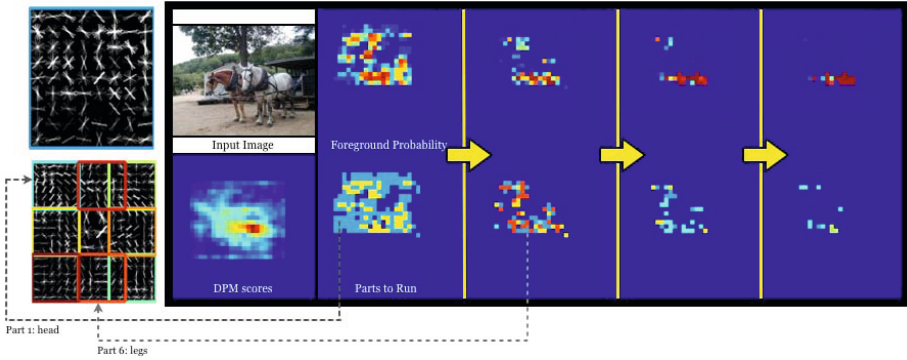 Input Image
Foreground Probability
DPM scores
Parts to Run
Part 1: head
Part 6: legs